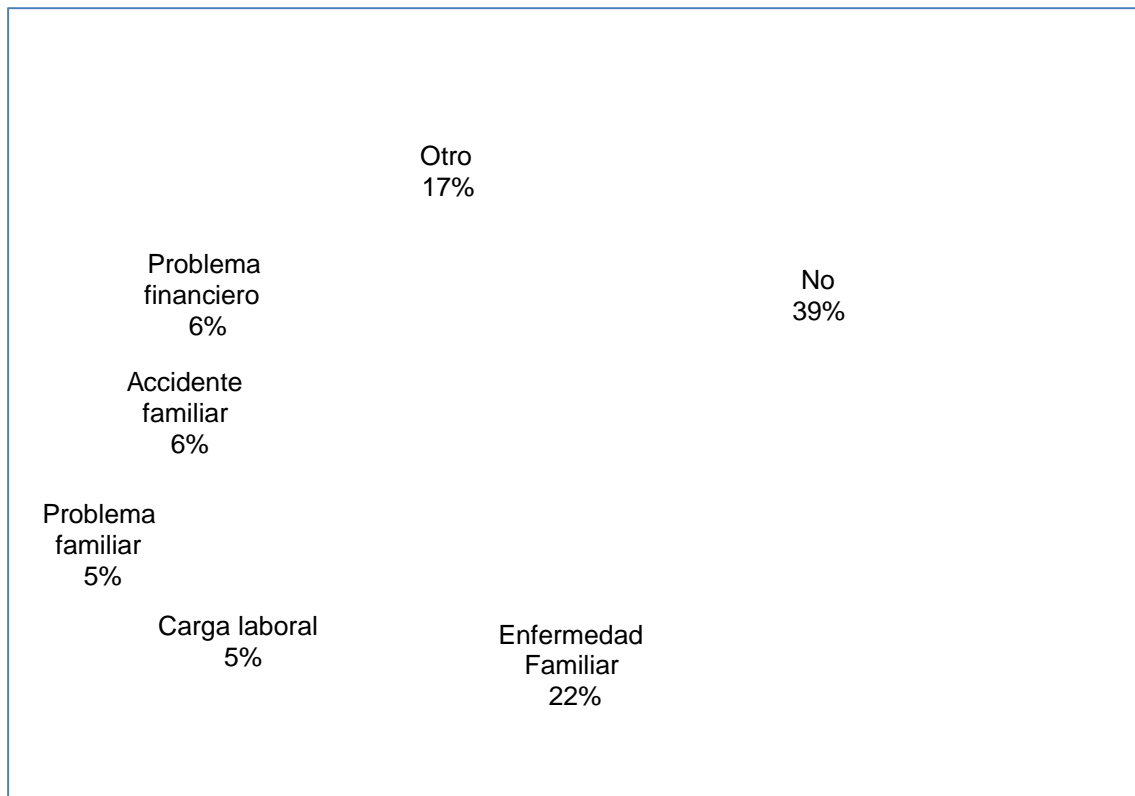 Otro
17%
Problema
financiero
6%
No
39%
Accidente
familiar
6%
Problema
familiar
5%
Carga laboral
5%
Enfermedad
Familiar
22%